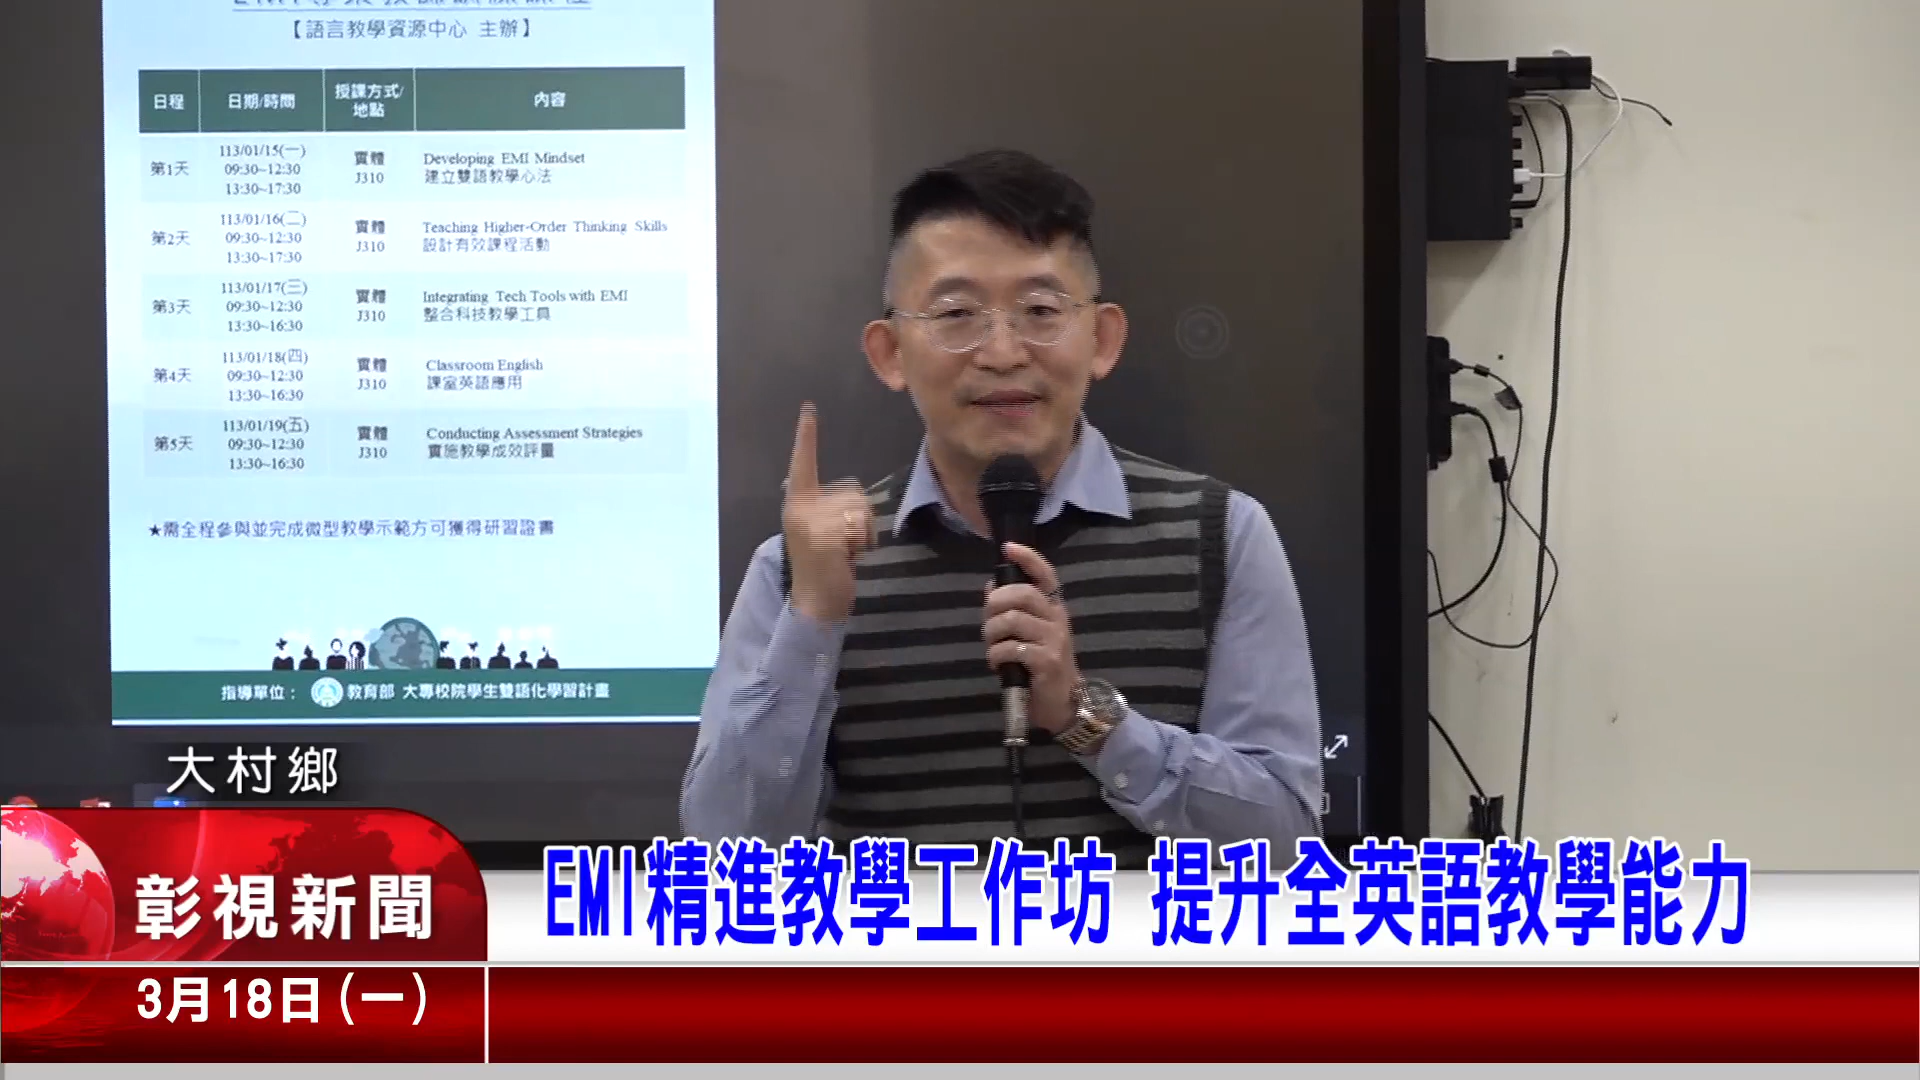 【語言教學資源中心 主辦】
日程 日期/時間 授課方式/地點 內容
第1天 113/01/15(一) 09:30~12:30 13:30~17:30 實體 J310 Developing EMI Mindset 建立雙語教學心法
第2天 113/01/16(二) 09:30~12:30 13:30~17:30 實體 J310 Teaching Higher-Order Thinking Skills 設計有效課程活動
第3天 113/01/17(三) 09:30~12:30 13:30~16:30 實體 J310 Integrating Tech Tools with EMI 整合科技教學工具
第4天 113/01/18(四) 09:30~12:30 13:30~16:30 實體 J310 Classroom English 課室英語應用
第5天 113/01/19(五) 09:30~12:30 13:30~16:30 實體 J310 Conducting Assessment Strategies 實施教學成效評量
★需全程參與並完成微型教學示範方可獲得研習證書
指導單位： 教育部 大專校院學生雙語化學習計畫
大村鄉
彰視新聞
EMI精進教學工作坊 提升全英語教學能力
3月18日(一)